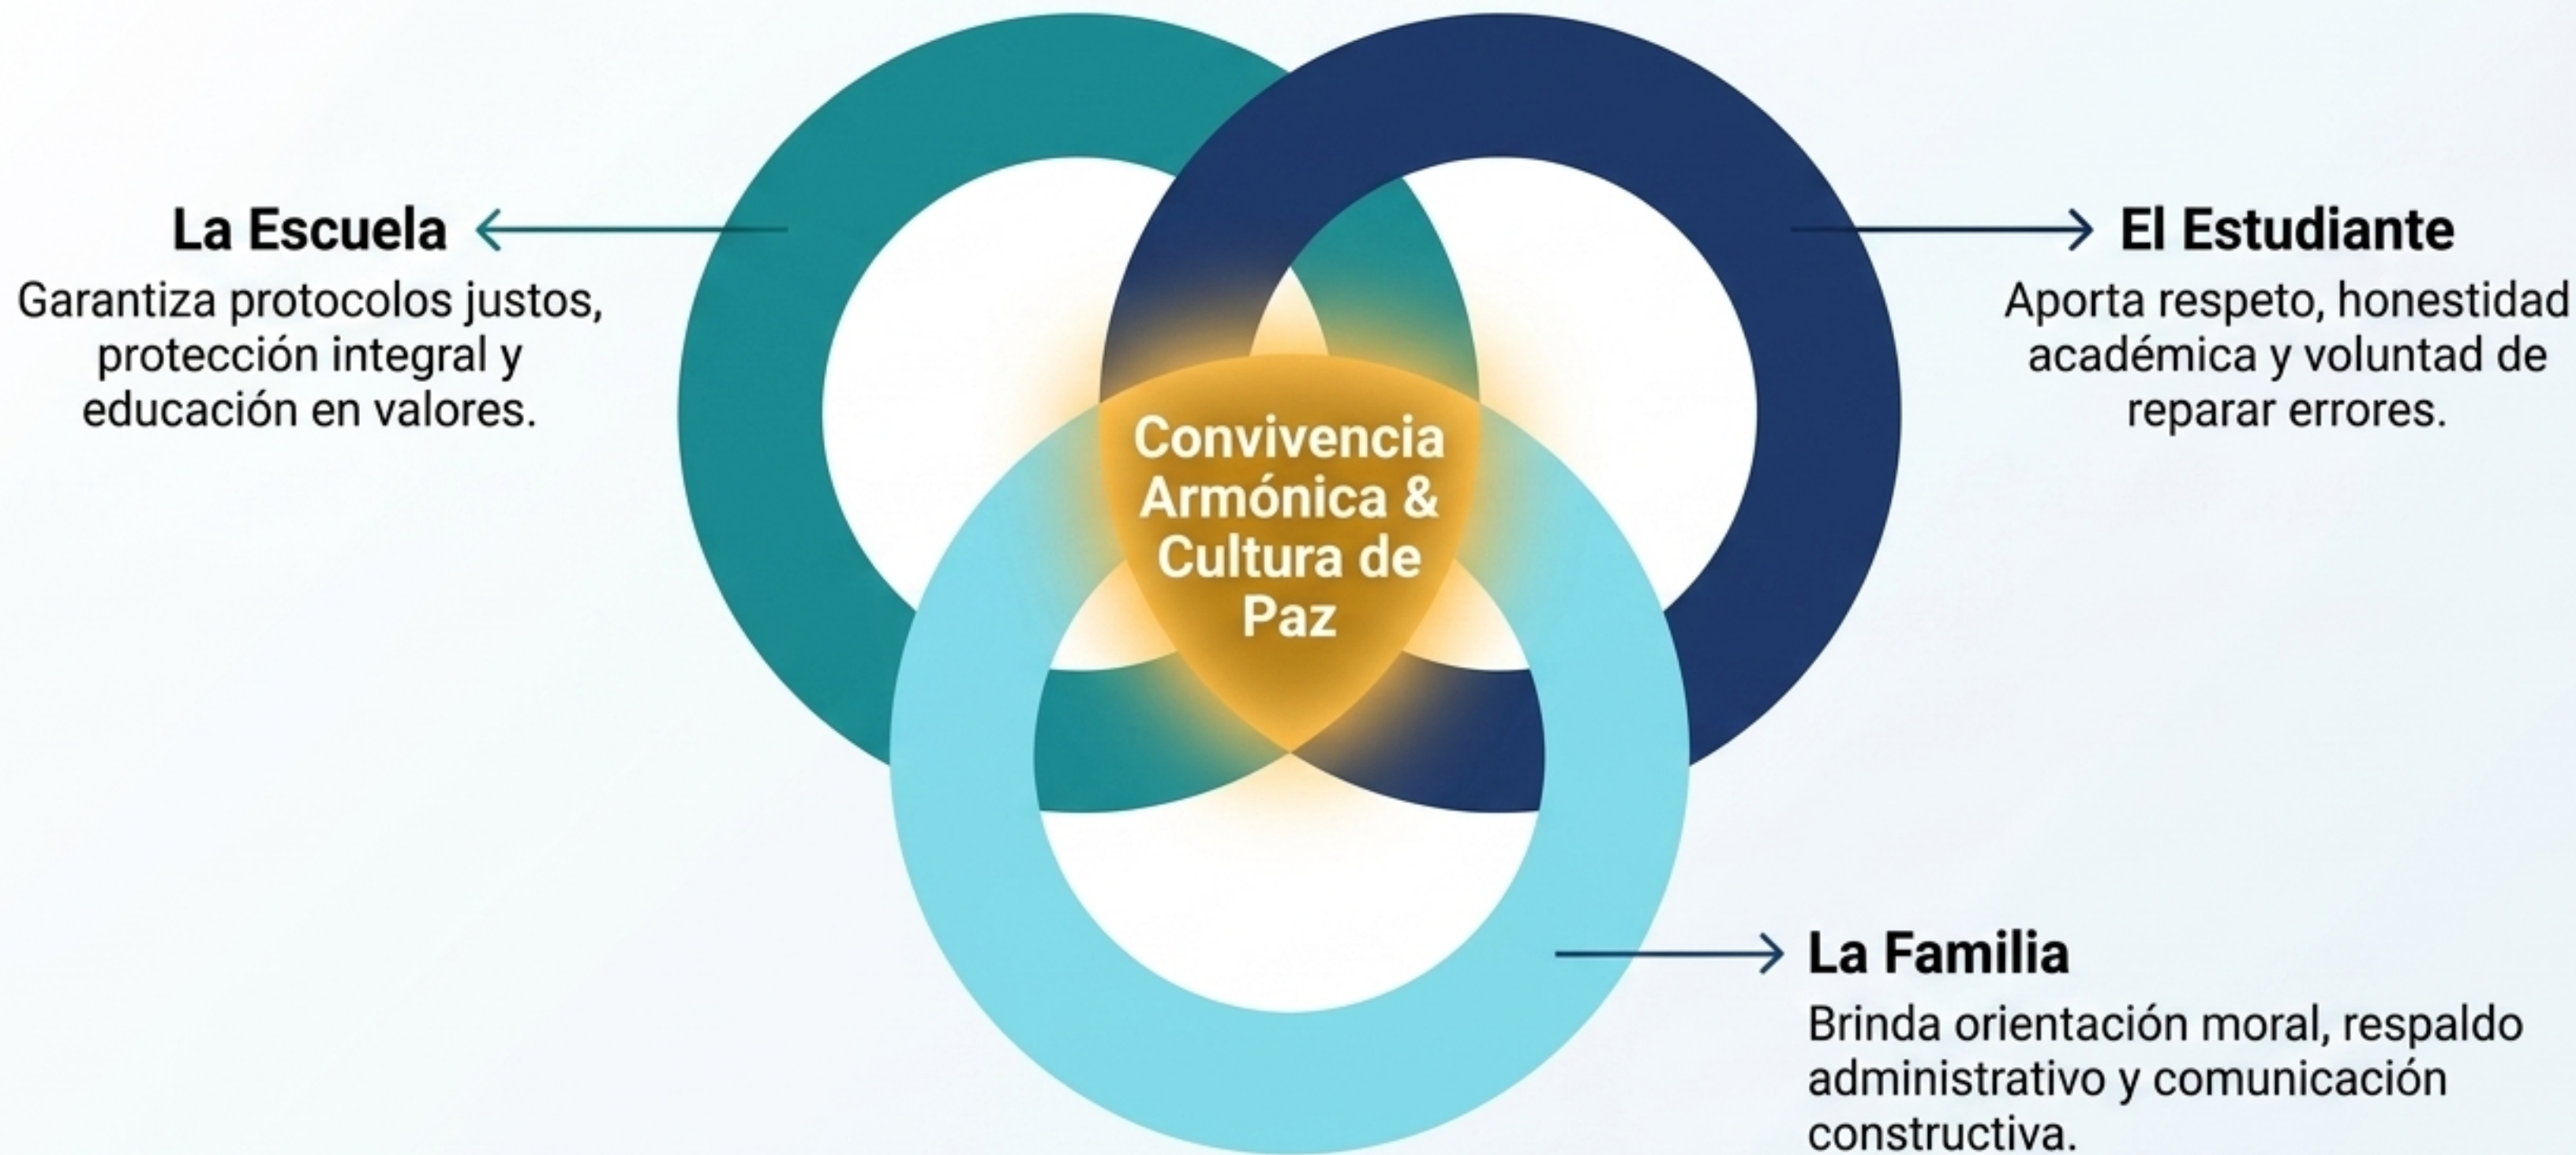 La Escuela
Garantiza protocolos justos,
protección integral y
educación en valores.
El Estudiante
Aporta respeto, honestidad
académica y voluntad de
reparar errores.
Convivencia
Armónica &
Cultura de
Paz
La Familia
Brinda orientación moral, respaldo
administrativo y comunicación
constructiva.